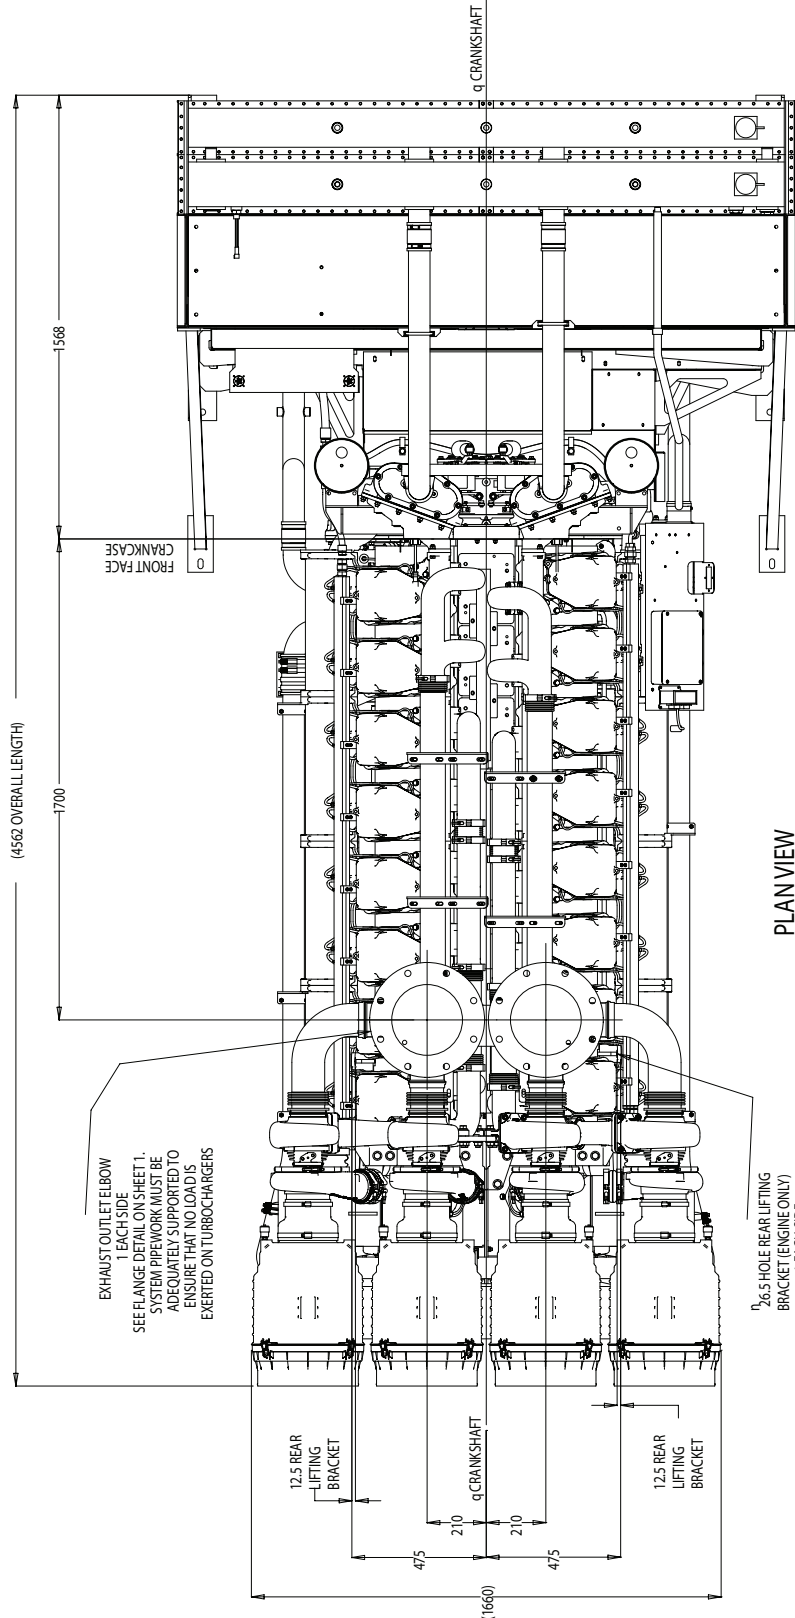 q CRANKSHAFT
1568
FRONT FACE
CRANKCASE
0
0
(4562 OVERALL LENGTH)
1700
PLAN VIEW
EXHAUST OUTLET ELBOW
1 EACH SIDE
SEE FLANGE DETAIL ON SHEET 1.
SYSTEM PIPEWORK MUST BE
ADEQUATELY SUPPORTED TO
ENSURE THAT NO LOAD IS
EXERTED ON TURBOCHARGERS
n
26.5 HOLE REAR LIFTING
BRACKET (ENGINE ONLY)
12.5 REAR
LIFTING
BRACKET
q CRANKSHAFT
12.5 REAR
LIFTING
BRACKET
210
210
475
475
(1660)